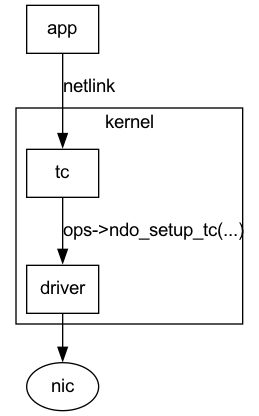 app
netlink
kernel
tc
ops->ndo_setup_tc(...)
driver
nic